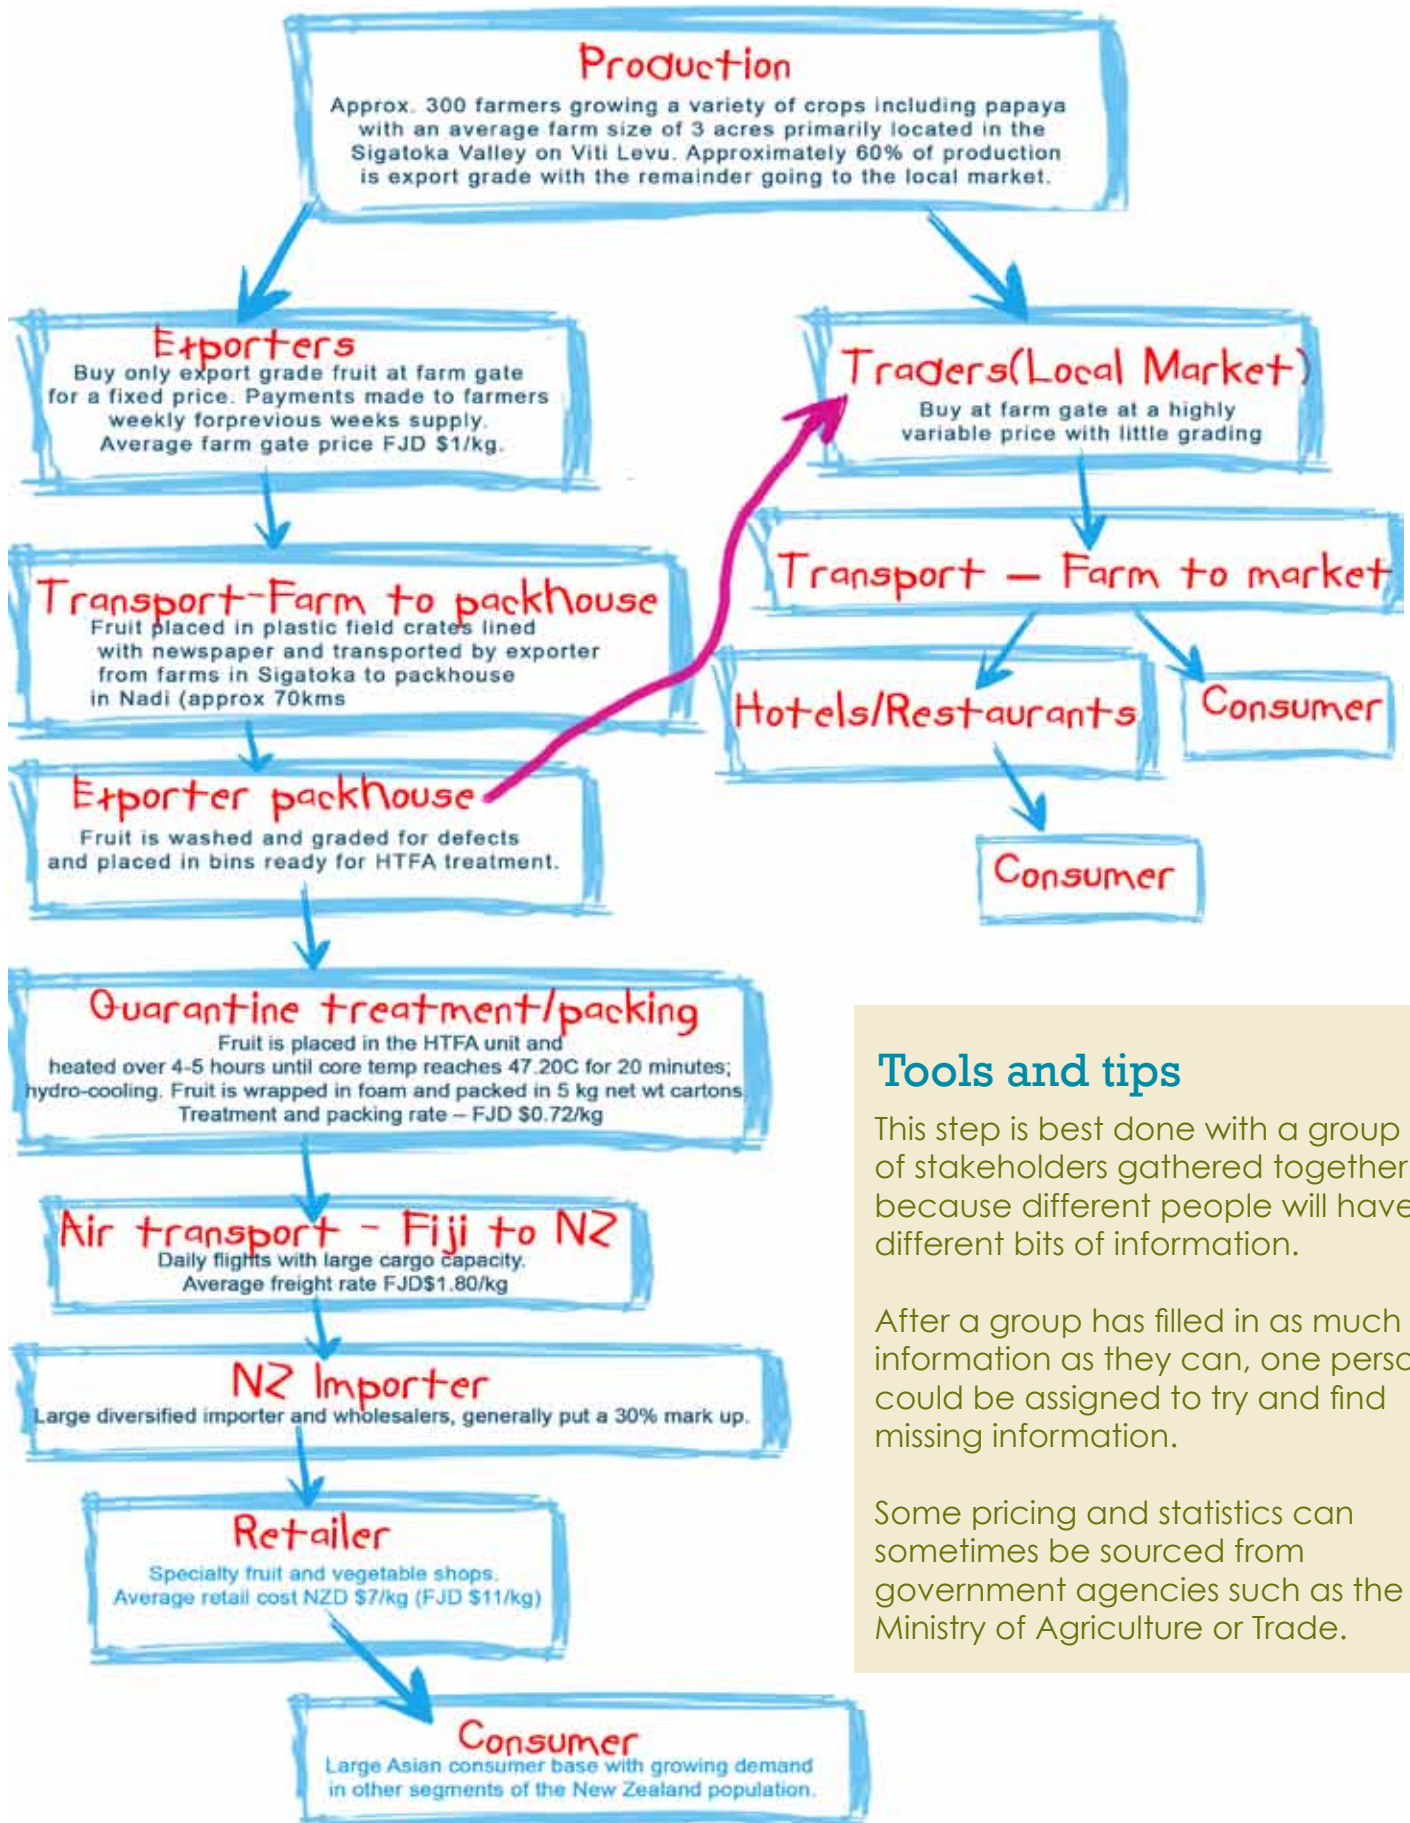 Production
Approx. 300 farmers growing a variety of crops including papaya
with an average farm size of 3 acres primarily located in the
Sigatoka Valley on Viti Levu. Approximately 60% of production
is export grade with the remainder going to the local market.
Exporters
Buy only export grade fruit at farm gate
for a fixed price. Payments made to farmers
weekly forprevious weeks supply.
Average farm gate price FJD $1/kg.
Transport-Farm to packhouse
Fruit placed in plastic field crates lined
with newspaper and transported by exporter
from farms in Sigatoka to packhouse
in Nadi (approx 70kms
Exporter packhouse
Fruit is washed and graded for defects
and placed in bins ready for HTFA treatment.
Quarantine treatment/packing
Fruit is placed in the HTFA unit and
heated over 4-5 hours until core temp reaches 47.20C for 20 minutes;
hydro-cooling. Fruit is wrapped in foam and packed in 5 kg net wt cartons.
Treatment and packing rate – FJD $0.72/kg
Air transport - Fiji to NZ
Daily flights with large cargo capacity.
Average freight rate FJD$1.80/kg
NZ Importer
Large diversified importer and wholesalers, generally put a 30% mark up.
Retailer
Specialty fruit and vegetable shops.
Average retail cost NZD $7/kg (FJD $11/kg)
Consumer
Large Asian consumer base with growing demand
in other segments of the New Zealand population.
Traders(Local Market)
Buy at farm gate at a highly
variable price with little grading
Transport – Farm to market
Hotels/Restaurants
Consumer
Consumer
Tools and tips
This step is best done with a group
of stakeholders gathered together
because different people will have
different bits of information.
After a group has filled in as much
information as they can, one perso
could be assigned to try and find
missing information.
Some pricing and statistics can
sometimes be sourced from
government agencies such as the
Ministry of Agriculture or Trade.